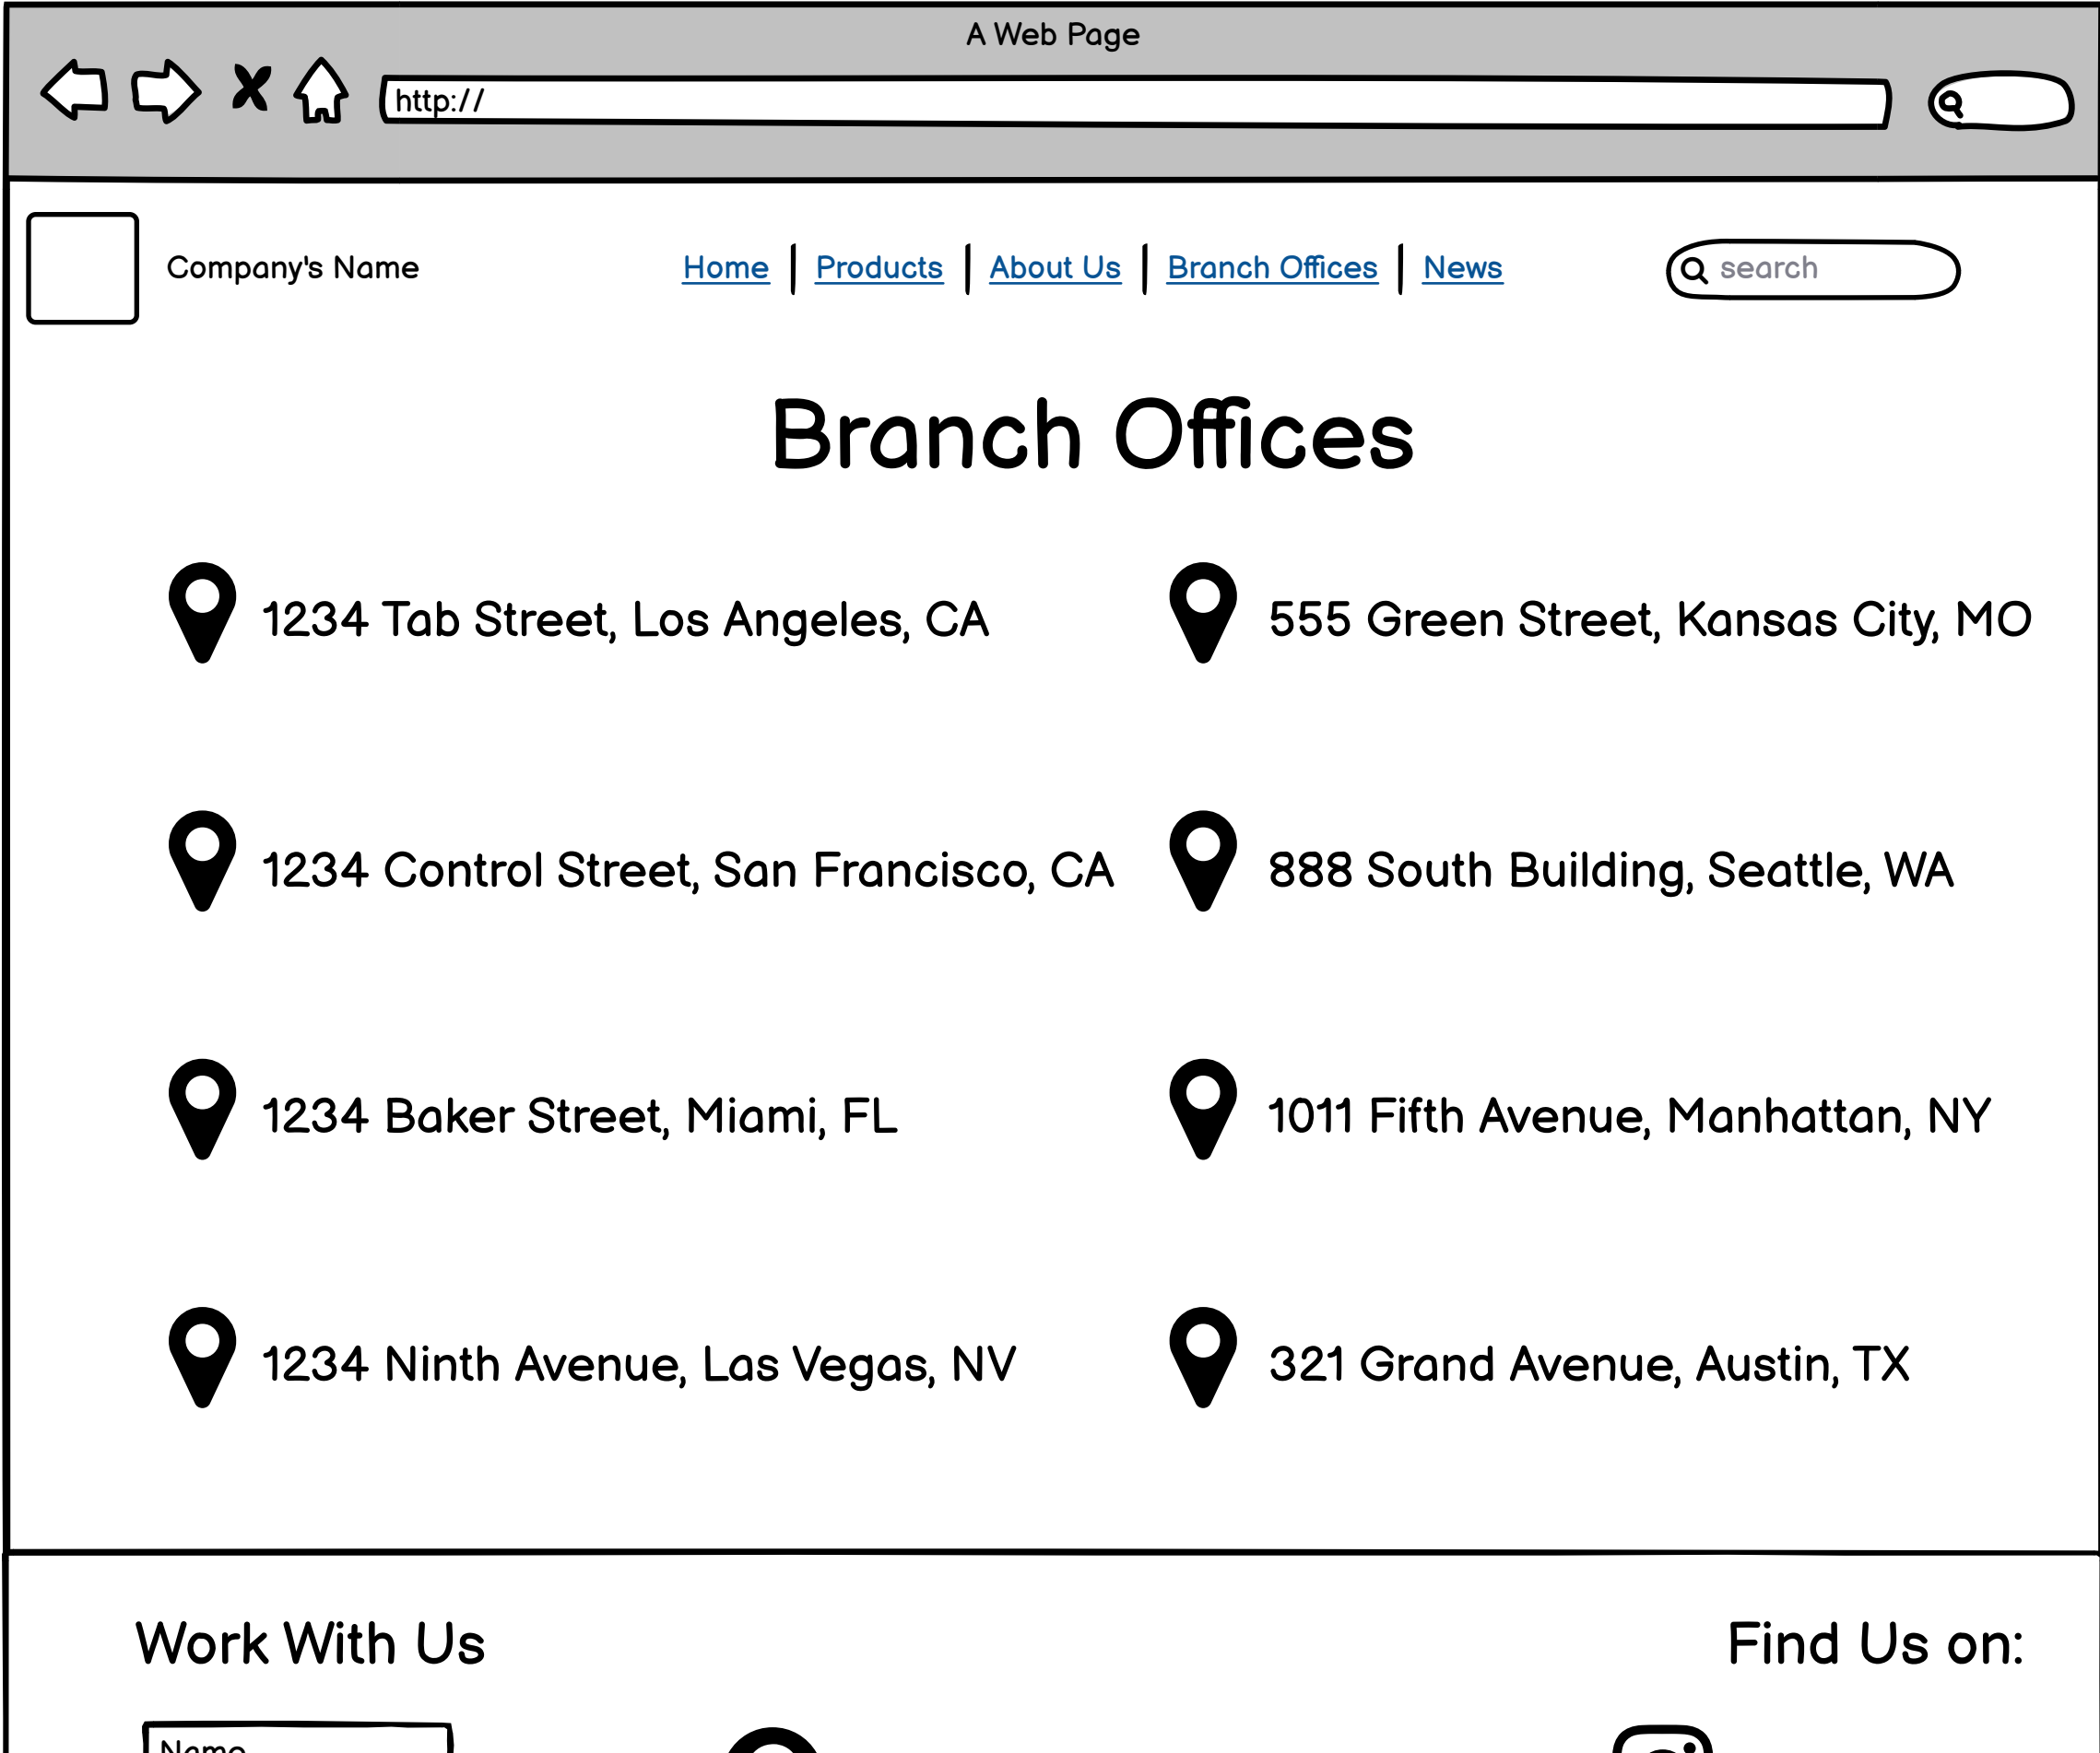 A Web Page
http://
Company's Name
Home | Products | About Us | Branch Offices | News
search
Branch Offices
1234 Tab Street, Los Angeles, CA
555 Green Street, Kansas City, MO
1234 Control Street, San Francisco, CA
888 South Building, Seattle, WA
1234 Baker Street, Miami, FL
1011 Fifth Avenue, Manhattan, NY
1234 Ninth Avenue, Las Vegas, NV
321 Grand Avenue, Austin, TX
Work With Us
Find Us on:
Name